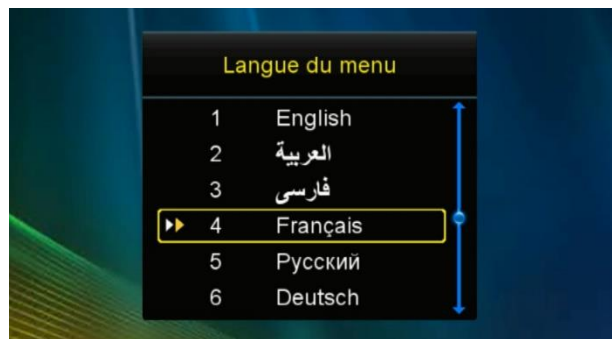 Langue du menu
1 English
2 العربية
3 فارسی
4 Français
5 Русский
6 Deutsch